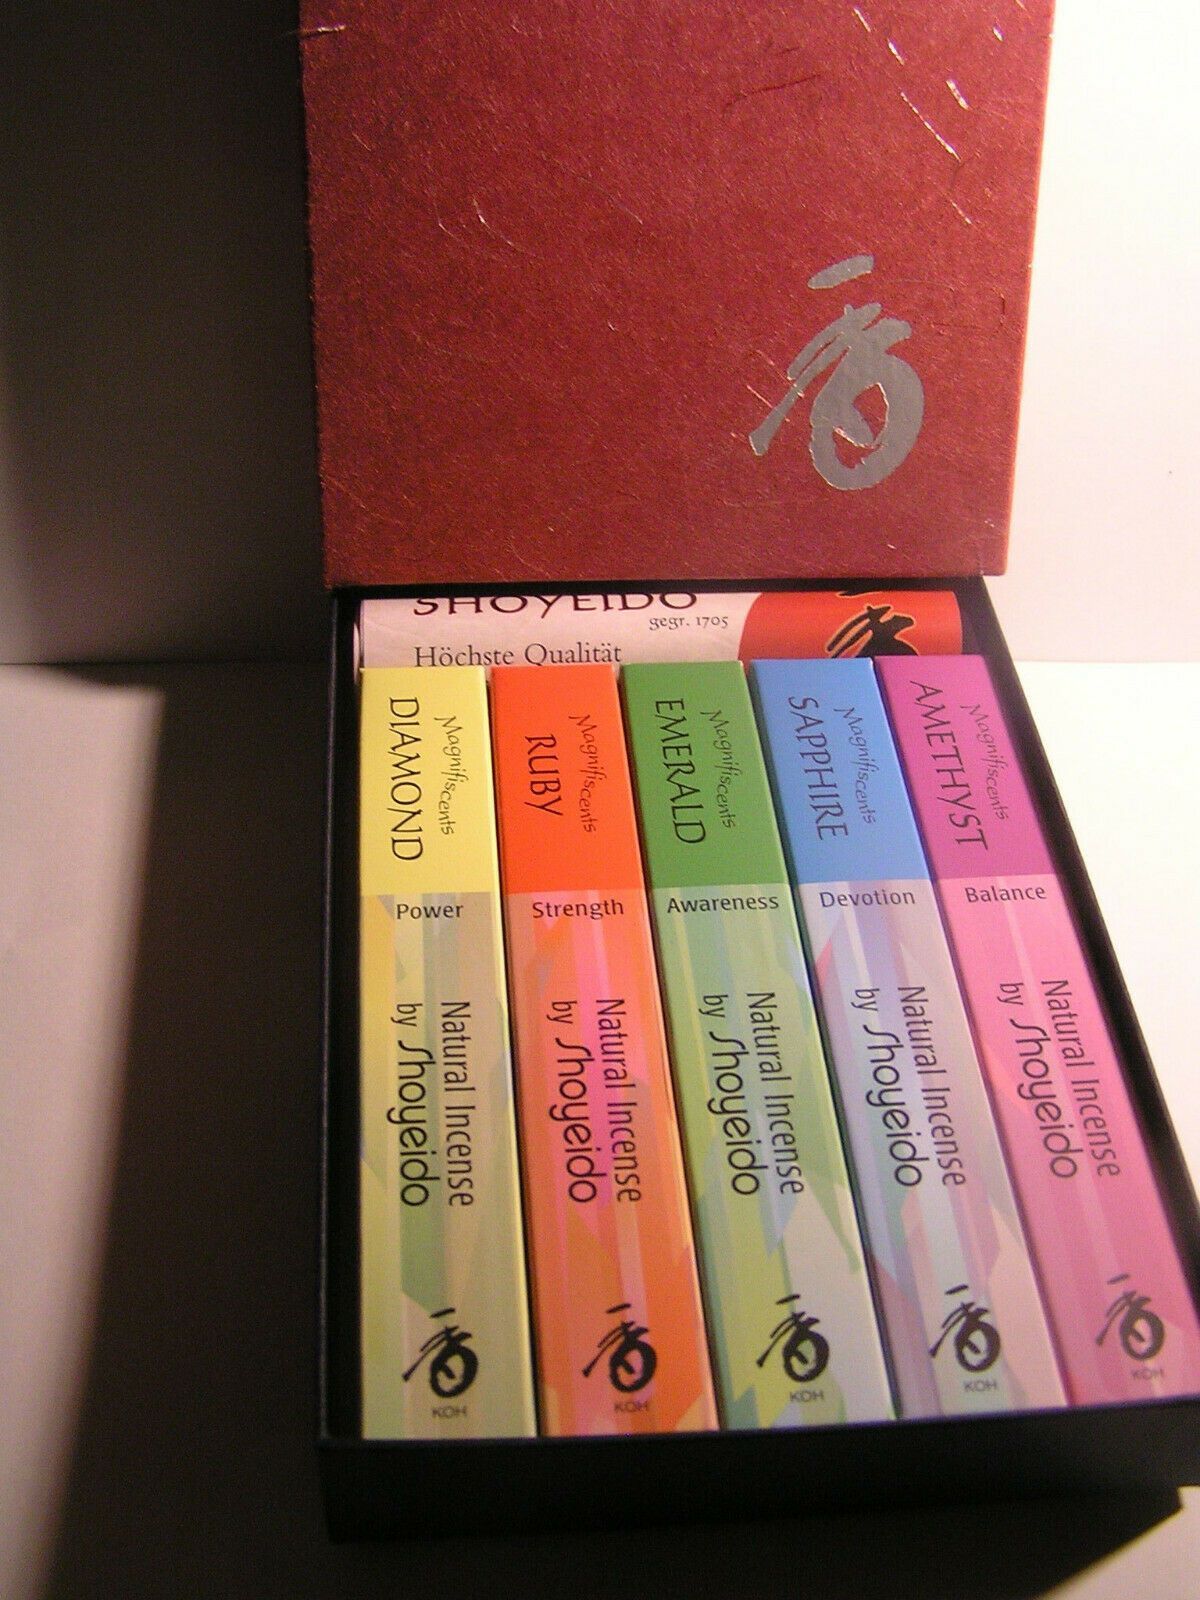 香
SHOYEIDO
gegr. 1705
Höchste Qualität
Magnifiscents
DIAMOND
Power
Natural Incense
by Shoyeido
香
KOH
Magnifiscents
RUBY
Strength
Natural Incense
by Shoyeido
香
KOH
Magnifiscents
EMERALD
Awareness
Natural Incense
by Shoyeido
香
KOH
Magnifiscents
SAPPHIRE
Devotion
Natural Incense
by Shoyeido
香
KOH
Magnifiscents
AMETHYST
Balance
Natural Incense
by Shoyeido
香
KOH